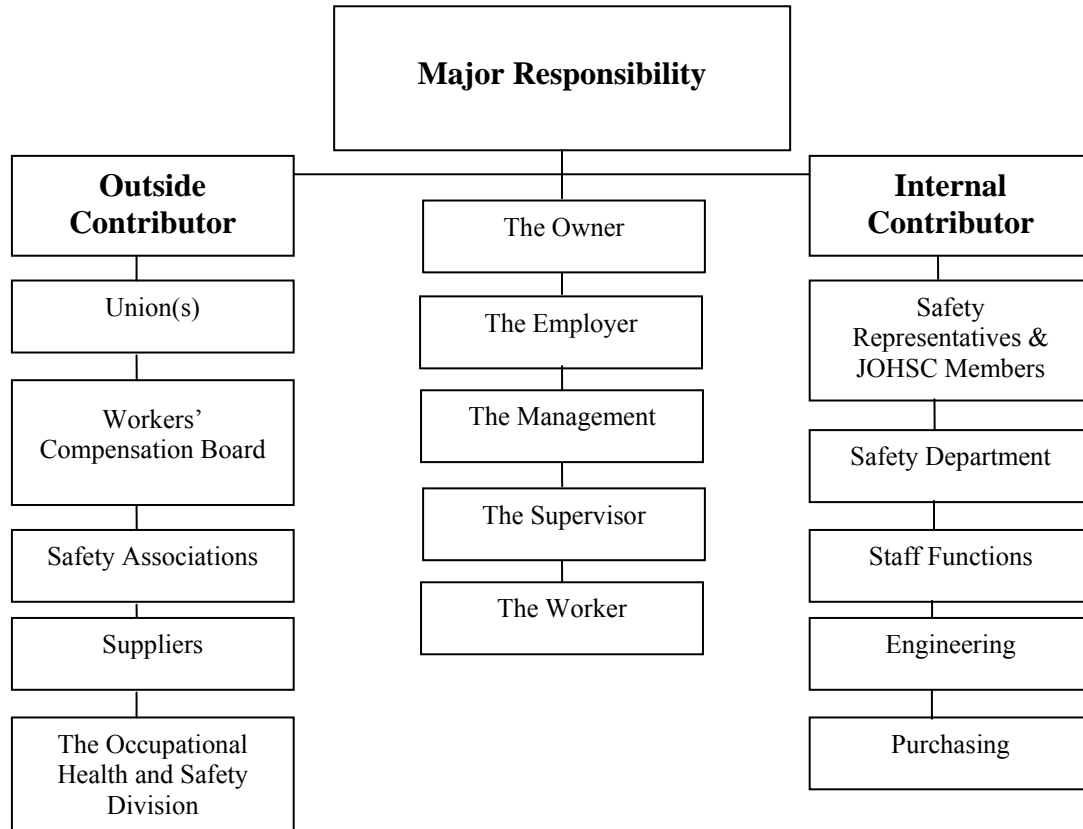 Major Responsibility
Outside
Contributor
Union(s)
Workers’
Compensation Board
Safety Associations
Suppliers
The Occupational
Health and Safety
Division
The Owner
The Employer
The Management
The Supervisor
The Worker
Internal
Contributor
Safety
Representatives &
JOHSC Members
Safety Department
Staff Functions
Engineering
Purchasing